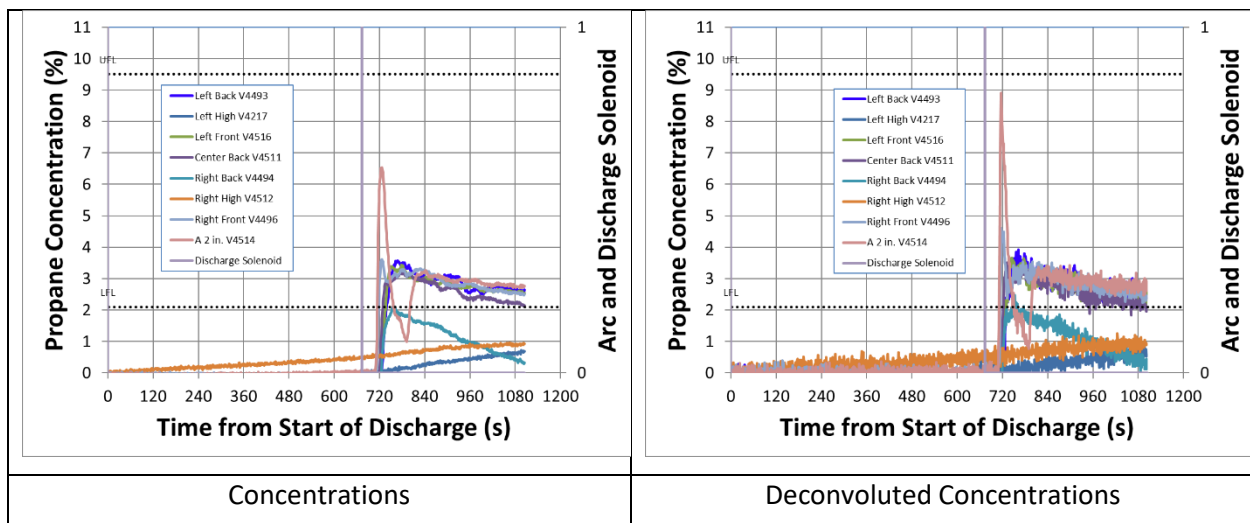 11
10
9
8
7
6
5
4
3
2
1
0
Propane Concentration (%)
UFL
LFL
Left Back V4493
Left High V4217
Left Front V4516
Center Back V4511
Right Back V4494
Right High V4512
Right Front V4496
A 2 in. V4514
Discharge Solenoid
1
0
Arc and Discharge Solenoid
0 120 240 360 480 600 720 840 960 1080 1200
Time from Start of Discharge (s)
Concentrations
11
10
9
8
7
6
5
4
3
2
1
0
Propane Concentration (%)
UFL
LFL
Left Back V4493
Left High V4217
Left Front V4516
Center Back V4511
Right Back V4494
Right High V4512
Right Front V4496
A 2 in. V4514
Discharge Solenoid
1
0
Arc and Discharge Solenoid
0 120 240 360 480 600 720 840 960 1080 1200
Time from Start of Discharge (s)
Deconvoluted Concentrations